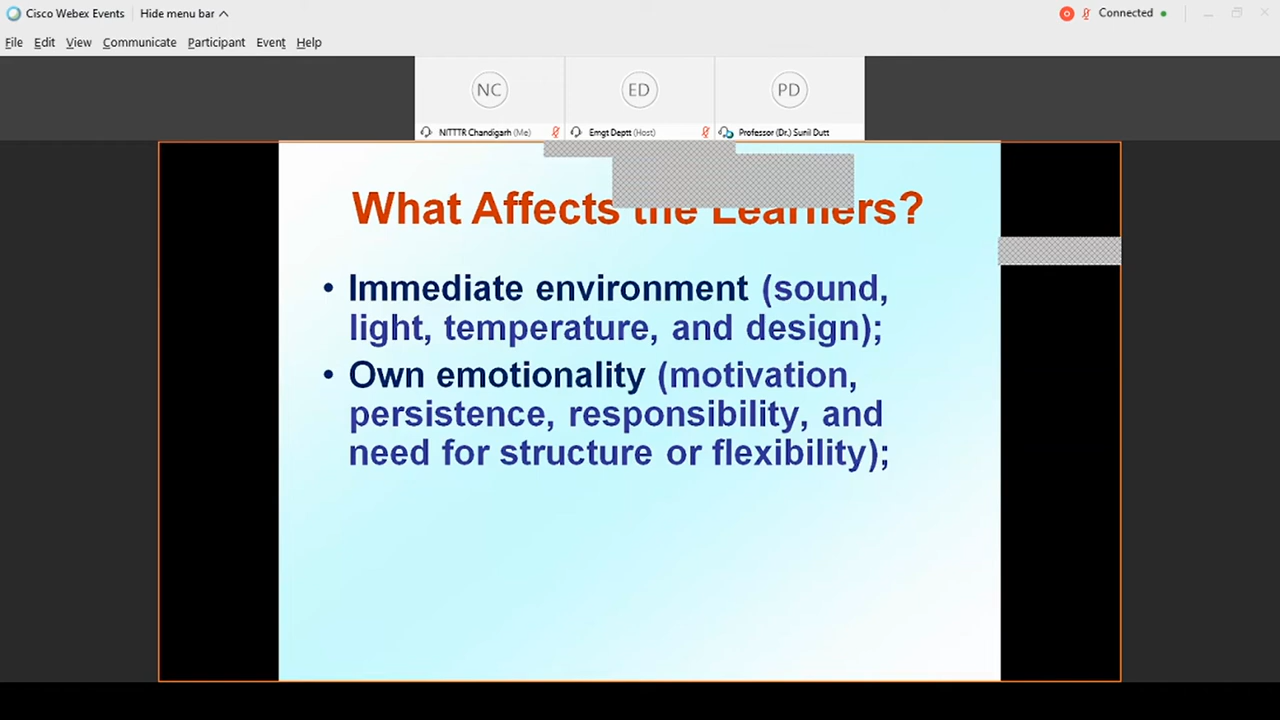 Cisco Webex Events Hide menu bar Connected
File Edit View Communicate Participant Event Help
NC ED PD
NITTTR Chandigarh (Me) Emgt Deptt (Host) Professor (Dr.) Sunil Dutt
What Affects the Learners?
• Immediate environment (sound,
light, temperature, and design);
• Own emotionality (motivation,
persistence, responsibility, and
need for structure or flexibility);